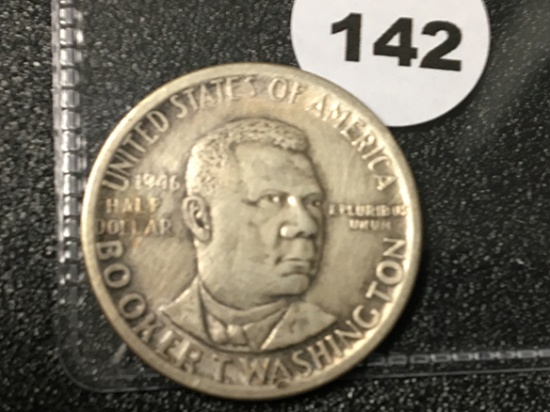 142
UNITED STATES OF AMERICA
1946
HALF
DOLLAR
E PLURIBUS
UNUM
BOOKER T. WASHINGTON